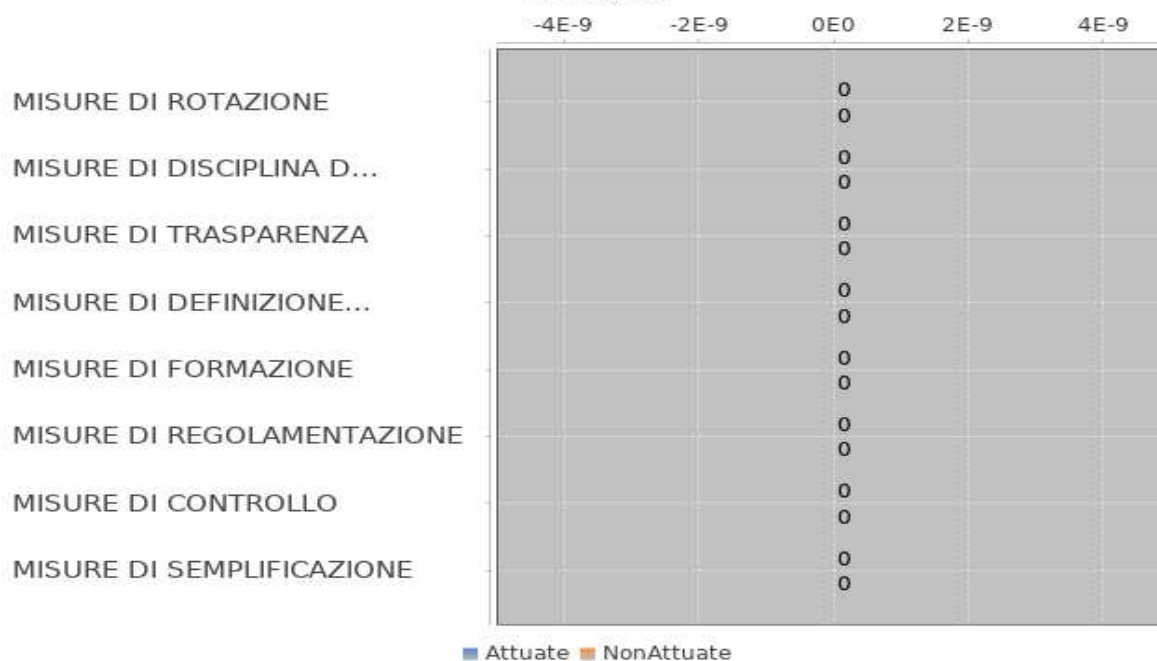 -4E-9 -2E-9 0E0 2E-9 4E-9
0
MISURE DI ROTAZIONE
0
0
MISURE DI DISCIPLINA D...
0
0
MISURE DI TRASPARENZA
0
0
MISURE DI DEFINIZIONE...
0
0
MISURE DI FORMAZIONE
0
0
MISURE DI REGOLAMENTAZIONE
0
0
MISURE DI CONTROLLO
0
0
MISURE DI SEMPLIFICAZIONE
0
Attuate NonAttuate